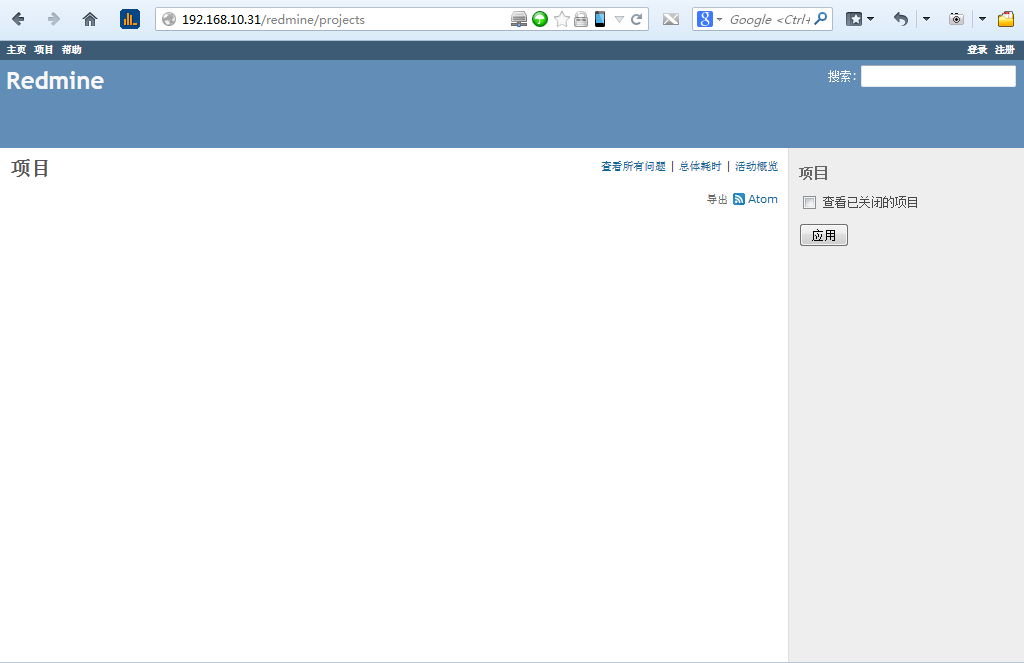 192.168.10.31/redmine/projects
8 Google <Ctrl+
主页 项目 帮助 登录 注册
Redmine 搜索:
项目 查看所有问题 | 总体耗时 | 活动概览
导出 Atom
项目
查看已关闭的项目
应用